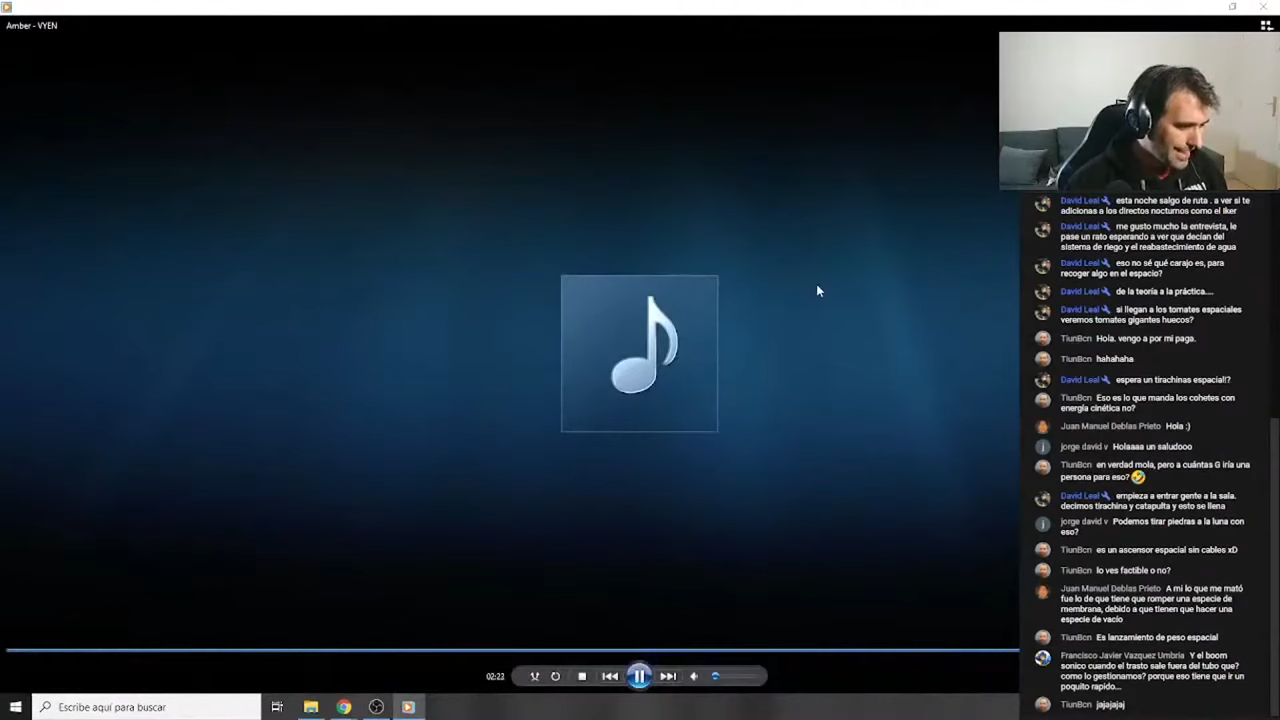 Amber - VYEN
David Leal esta noche salgo de ruta . a ver si te
adicionas a los directos nocturnos como el Iker
David Leal me gusto mucho la entrevista, le
pase un rato esperando a ver que decían del
sistema de riego y el reabastecimiento de agua
David Leal eso no sé qué carajo es, para
recoger algo en el espacio?
David Leal de la teoría a la práctica....
David Leal si llegan a los tomates espaciales
veremos tomates gigantes huecos?
TiunBcn Hola. vengo a por mi paga.
TiunBcn hahahaha
David Leal espera un tirachinas espacial!?
TiunBcn Eso es lo que manda los cohetes con
energía cinética no?
Juan Manuel Deblas Prieto Hola :)
jorge david v Holaaaa un saludooo
TiunBcn en verdad mola, pero a cuántas G iría una
persona para eso? 🤣
David Leal empieza a entrar gente a la sala.
decimos tirachina y catapulta y esto se llena
jorge david v Podemos tirar piedras a la luna con
eso?
TiunBcn es un ascensor espacial sin cables xD
TiunBcn lo ves factible o no?
Juan Manuel Deblas Prieto A mi lo que me mató
fue lo de que tiene que romper una especie de
membrana, debido a que tienen que hacer una
especie de vacío
TiunBcn Es lanzamiento de peso espacial
Francisco Javier Vazquez Umbria Y el boom
sonico cuando el trasto sale fuera del tubo que?
como lo gestionamos? porque eso tiene que ir un
poquito rapido...
TiunBcn jajajajaj
02:23
Escribe aquí para buscar